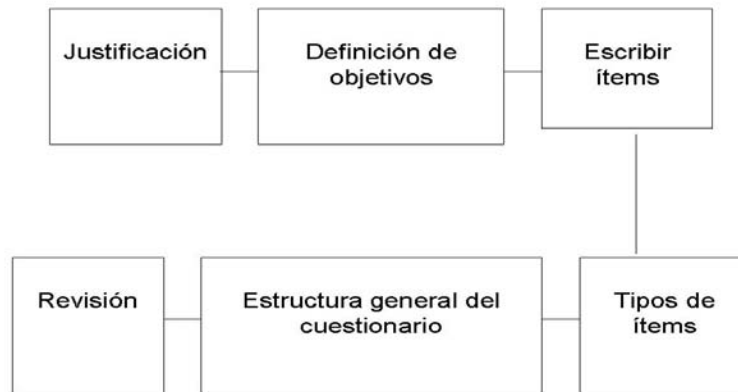 Justificación
Definición de
objetivos
Escribir
ítems
Tipos de
ítems
Estructura general del
cuestionario
Revisión